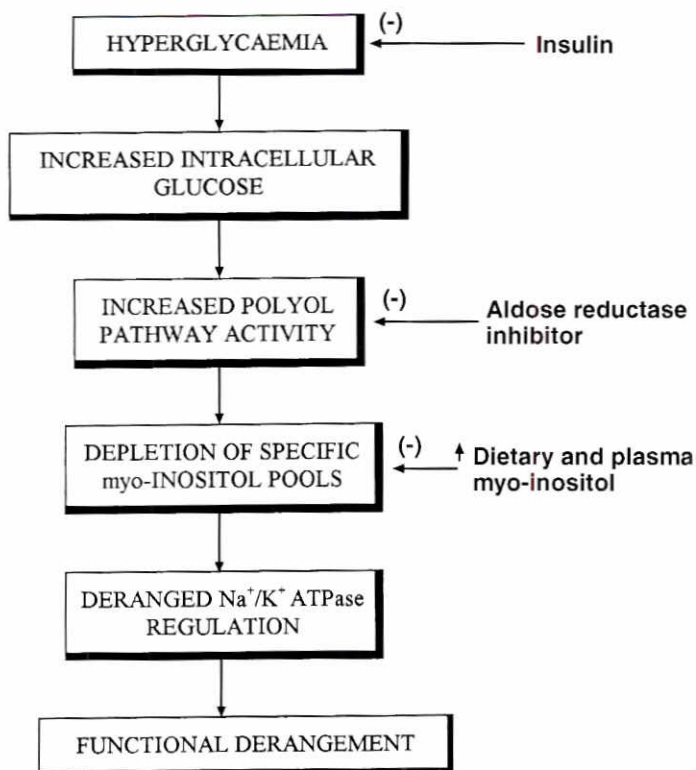 HYPERGLYCAEMIA
(-)
Insulin
INCREASED INTRACELLULAR
GLUCOSE
INCREASED POLYOL
PATHWAY ACTIVITY
(-)
Aldose reductase
inhibitor
DEPLETION OF SPECIFIC
myo-INOSITOL POOLS
(-)
↑ Dietary and plasma
myo-inositol
DERANGED Na⁺/K⁺ ATPase
REGULATION
FUNCTIONAL DERANGEMENT